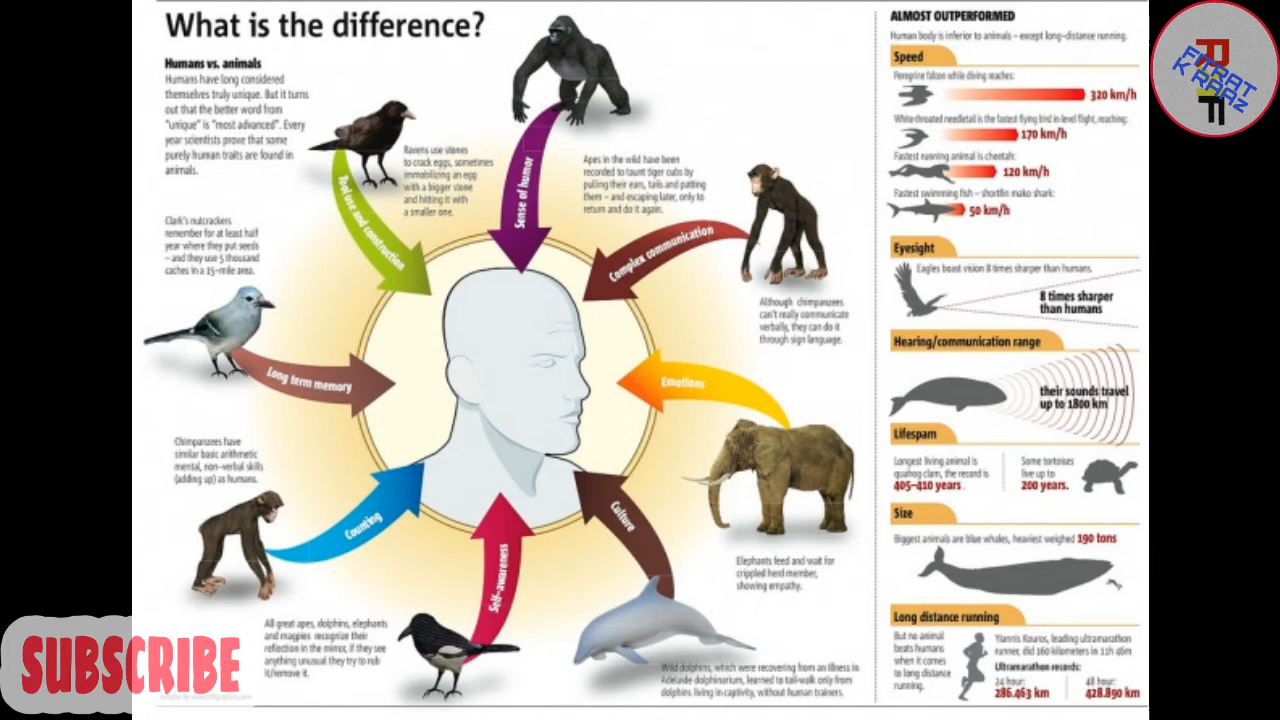 What is the difference?
Humans vs. animals
Humans have long considered
themselves truly unique. But it turns
out that the better word from
"unique" is "most advanced". Every
year scientists prove that some
purely human traits are found in
animals.
Ravens use stones
to crack eggs, sometimes
immobilizing an egg
with a bigger stone
and hitting it with
a smaller one.
Tool use and construction
Sense of humor
Apes in the wild have been
recorded to taunt tiger cubs by
pulling their ears, tails and patting
them – and escaping later, only to
return and do it again.
Complex communication
Although chimpanzees
can't really communicate
verbally, they can do it
through sign language.
Clark's nutcrackers
remember for at least half
year where they put seeds
– and they use 5 thousand
caches in a 15-mile area.
Long term memory
Emotions
Elephants feed and wait for
crippled herd member,
showing empathy.
Chimpanzees have
similar basic arithmetic
mental, non-verbal skills
(adding up) as humans.
Counting
Culture
Wild dolphins, which were recovering from an illness in
Adelaide dolphinarium, learned to tail-walk only from
dolphins living in captivity, without human trainers.
Self-awareness
All great apes, dolphins, elephants
and magpies recognize their
reflection in the mirror, if they see
anything unusual they try to rub
it/remove it.
ALMOST OUTPERFORMED
Human body is inferior to animals – except long-distance running.
Speed
Peregrine falcon while diving reaches:
320 km/h
White-throated needletail is the fastest flying bird in level flight, reaching:
170 km/h
Fastest running animal is cheetah:
120 km/h
Fastest swimming fish – shortfin mako shark:
50 km/h
Eyesight
Eagles boast vision 8 times sharper than humans.
8 times sharper
than humans
Hearing/communication range
their sounds travel
up to 1800 km
Lifespam
Longest living animal is
quahog clam, the record is
405–410 years.
Some tortoises
live up to
200 years.
Size
Biggest animals are blue whales, heaviest weighed 190 tons
Long distance running
But no animal
beats humans
when it comes
to long distance
running.
Yiannis Kouros, leading ultramarathon
runner, did 160 kilometers in 11h 46m
Ultramarathon records:
24 hour:
286.463 km
48 hour:
428.890 km
FITRAT
K RAAZ
SUBSCRIBE